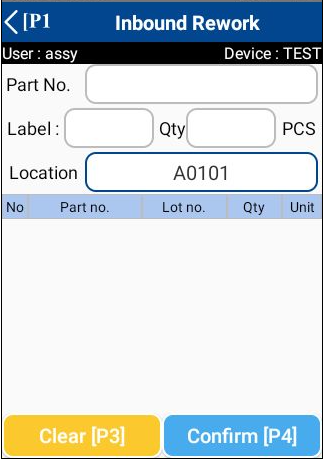 [P1 Inbound Rework
User : assy Device : TEST
Part No.
Label : Qty PCS
Location A0101
No Part no. Lot no. Qty Unit
Clear [P3] Confirm [P4]